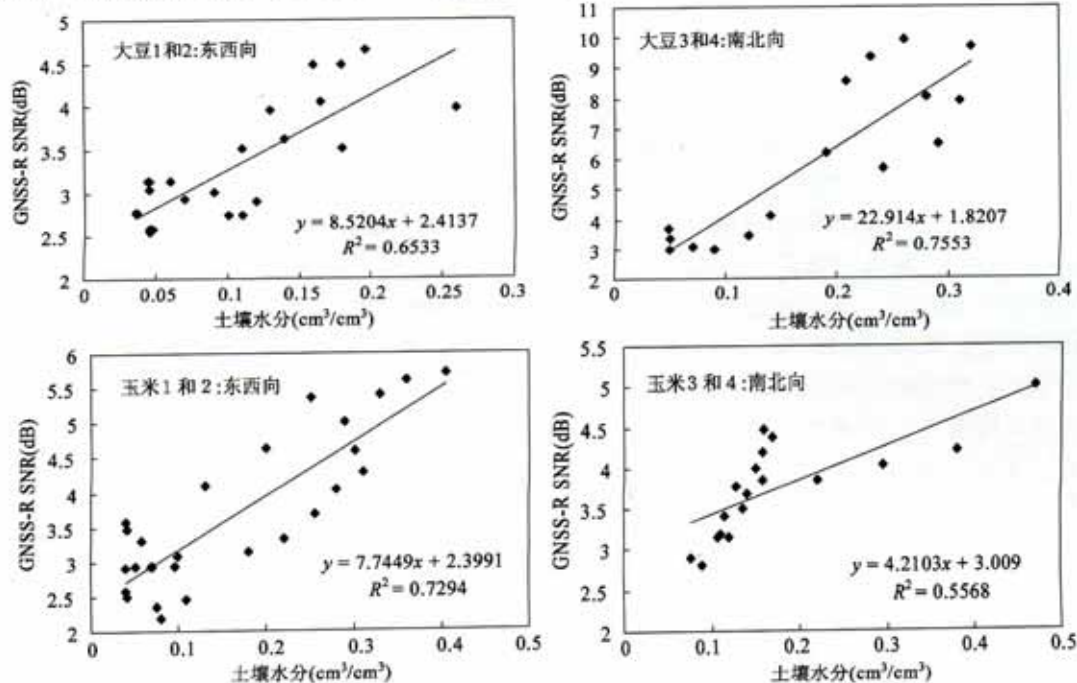 大豆1和2:东西向
GNSS-R SNR(dB)
5
4.5
4
3.5
3
2.5
2
y = 8.5204x + 2.4137
R² = 0.6533
0 0.05 0.1 0.15 0.2 0.25 0.3
土壤水分(cm³/cm³)
大豆3和4:南北向
GNSS-R SNR(dB)
11
10
9
8
7
6
5
4
3
2
y = 22.914x + 1.8207
R² = 0.7553
0 0.1 0.2 0.3 0.4
土壤水分(cm³/cm³)
玉米1 和 2:东西向
GNSS-R SNR(dB)
6
5.5
5
4.5
4
3.5
3
2.5
2
y = 7.7449x + 2.3991
R² = 0.7294
0 0.1 0.2 0.3 0.4 0.5
土壤水分(cm³/cm³)
玉米3 和 4:南北向
GNSS-R SNR(dB)
5.5
5
4.5
4
3.5
3
2.5
2
y = 4.2103x + 3.009
R² = 0.5568
0 0.1 0.2 0.3 0.4 0.5
土壤水分(cm³/cm³)